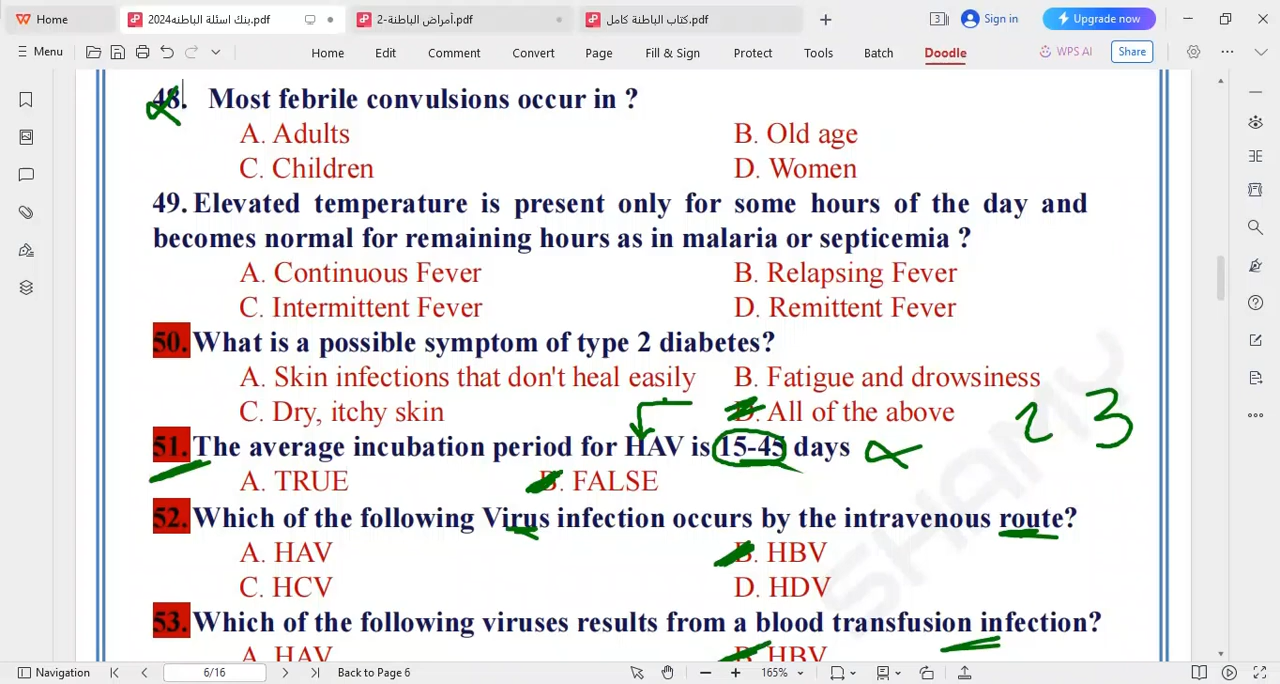 Home
بنك اسئلة الباطنه2024.pdf
أمراض الباطنة-2.pdf
كتاب الباطنة كامل.pdf
3
Sign in
Upgrade now
Menu
Home Edit Comment Convert Page Fill & Sign Protect Tools Batch Doodle
WPS AI
Share
48. Most febrile convulsions occur in ?
A. Adults B. Old age
C. Children D. Women
49. Elevated temperature is present only for some hours of the day and
becomes normal for remaining hours as in malaria or septicemia ?
A. Continuous Fever B. Relapsing Fever
C. Intermittent Fever D. Remittent Fever
50. What is a possible symptom of type 2 diabetes?
A. Skin infections that don't heal easily B. Fatigue and drowsiness
C. Dry, itchy skin D. All of the above
2 3
51. The average incubation period for HAV is 15-45 days
A. TRUE B. FALSE
52. Which of the following Virus infection occurs by the intravenous route?
A. HAV B. HBV
C. HCV D. HDV
53. Which of the following viruses results from a blood transfusion infection?
A. HAV B. HBV
SHAMY
Navigation
6/16
Back to Page 6
165%